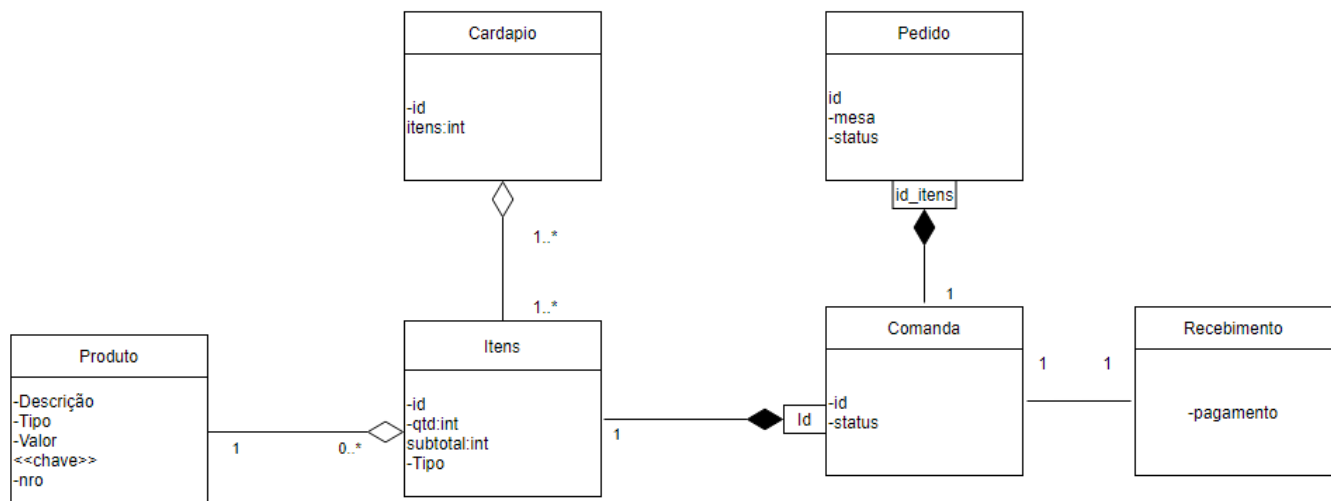 Cardapio
-id
itens:int
Pedido
id
-mesa
-status
id_itens
1..*
1..*
1
Produto
-Descrição
-Tipo
-Valor
<<chave>>
-nro
1
0..*
Itens
-id
-qtd:int
subtotal:int
-Tipo
1
Id
Comanda
-id
-status
1
1
Recebimento
-pagamento